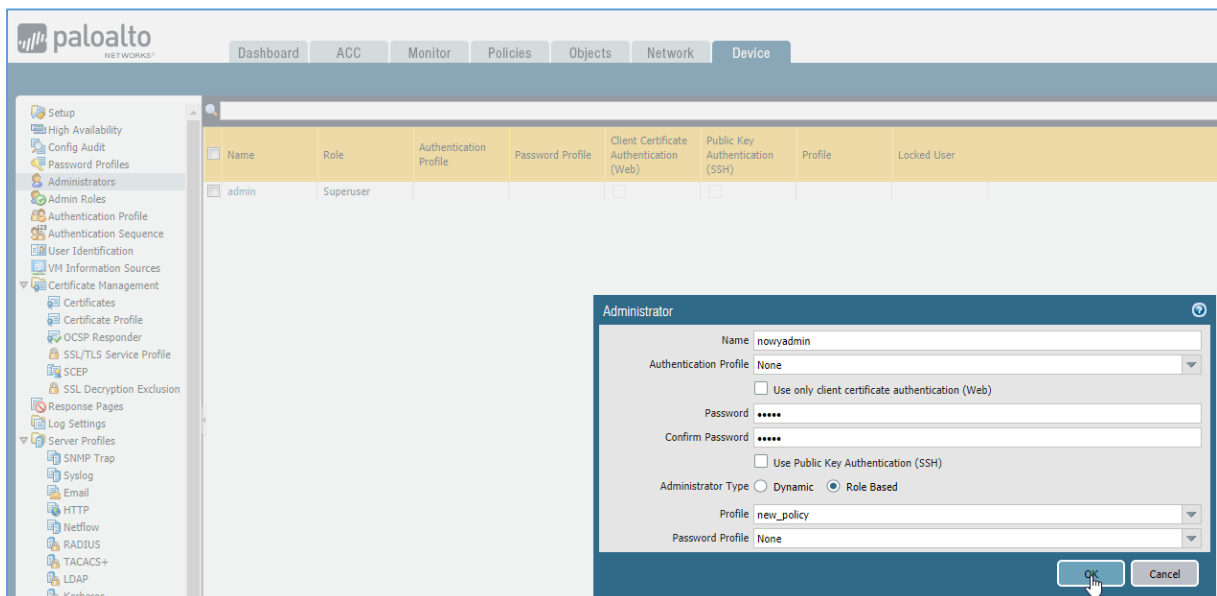 paloalto
NETWORKS®
Dashboard ACC Monitor Policies Objects Network Device
Setup
High Availability
Config Audit
Password Profiles
Administrators
Admin Roles
Authentication Profile
Authentication Sequence
User Identification
VM Information Sources
Certificate Management
Certificates
Certificate Profile
OCSP Responder
SSL/TLS Service Profile
SCEP
SSL Decryption Exclusion
Response Pages
Log Settings
Server Profiles
SNMP Trap
Syslog
Email
HTTP
Netflow
RADIUS
TACACS+
LDAP
Kerberos
Name Role Authentication Profile Password Profile Client Certificate Authentication (Web) Public Key Authentication (SSH) Profile Locked User
admin Superuser
Administrator
Name nowyadmin
Authentication Profile None
Use only client certificate authentication (Web)
Password •••••
Confirm Password •••••
Use Public Key Authentication (SSH)
Administrator Type Dynamic Role Based
Profile new_policy
Password Profile None
OK Cancel